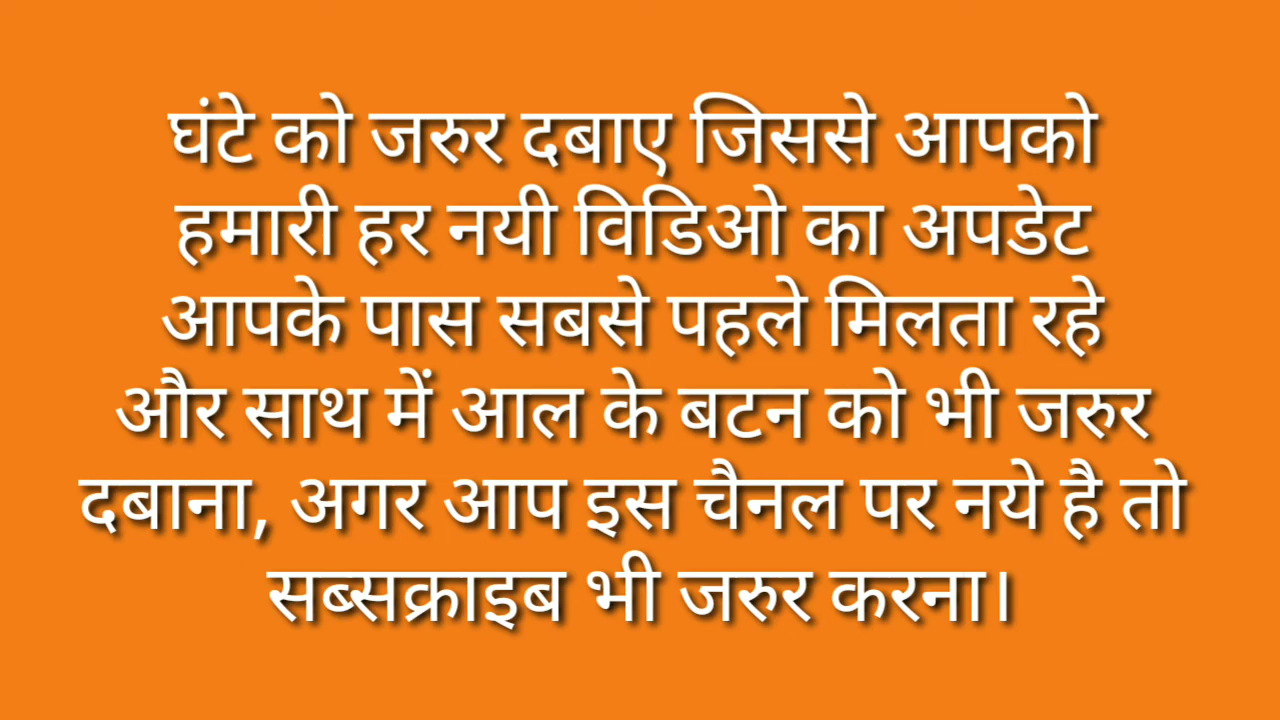 घंटे को जरुर दबाए जिससे आपको
हमारी हर नयी विडिओ का अपडेट
आपके पास सबसे पहले मिलता रहे
और साथ में आल के बटन को भी जरुर
दबाना, अगर आप इस चैनल पर नये है तो
सब्सक्राइब भी जरुर करना।